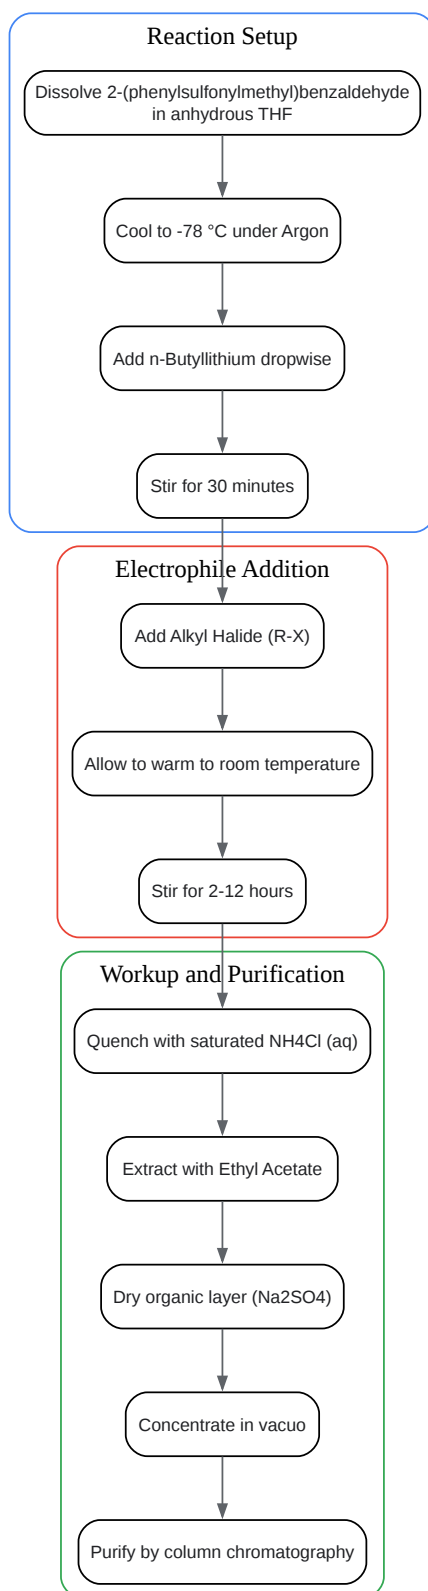 Reaction Setup
Dissolve 2-(phenylsulfonylmethyl)benzaldehyde
in anhydrous THF
Cool to -78 °C under Argon
Add n-Butyllithium dropwise
Stir for 30 minutes
Electrophile Addition
Add Alkyl Halide (R-X)
Allow to warm to room temperature
Stir for 2-12 hours
Workup and Purification
Quench with saturated NH4Cl (aq)
Extract with Ethyl Acetate
Dry organic layer (Na2SO4)
Concentrate in vacuo
Purify by column chromatography